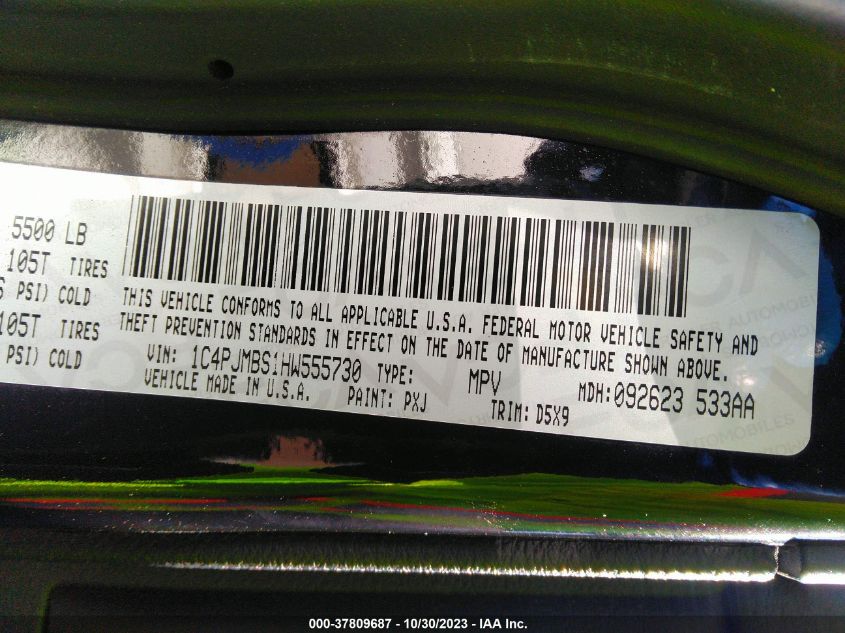 5500 LB
105T TIRES
PSI) COLD
105T TIRES
PSI) COLD
THIS VEHICLE CONFORMS TO ALL APPLICABLE U.S.A. FEDERAL MOTOR VEHICLE SAFETY AND
THEFT PREVENTION STANDARDS IN EFFECT ON THE DATE OF MANUFACTURE SHOWN ABOVE.
VIN: 1C4PJMBS1HW555730 TYPE: MPV MDH:092623 533AA
VEHICLE MADE IN U.S.A. PAINT: PXJ TRIM: D5X9
000-37809687 - 10/30/2023 - IAA Inc.